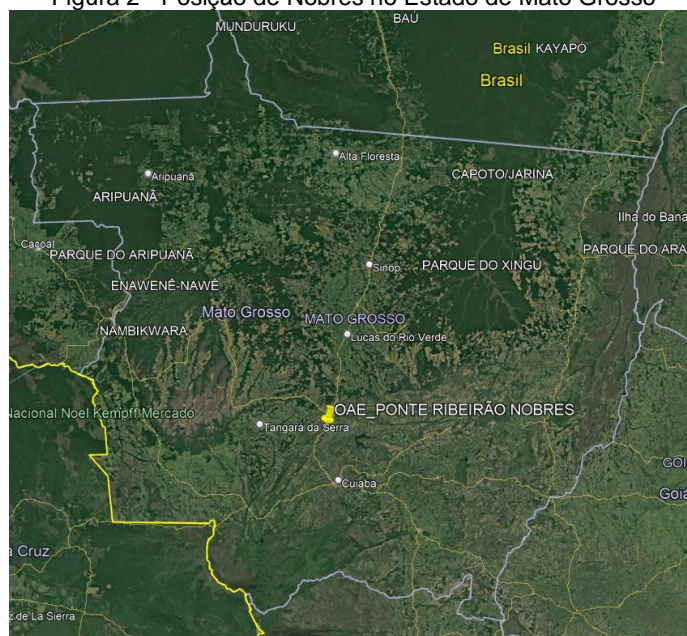 Figura 2 - Posição de Nobres no Estado de Mato Grosso
BAÚ
MUNDURUKU
Brasil KAYAPÓ
Brasil
Alta Floresta
Aripuanã
CAPOTO/JARINA
ARIPUANÃ
Ilha do Bana
Cacoal
PARQUE DO ARIPUANÃ
PARQUE DO ARA
Sinop
PARQUE DO XINGU
ENAWENÊ-NAWÊ
Mato Grosso
MATO GROSSO
NAMBIKWARA
Lucas do Rio Verde
Nacional Noel Kempff Mercado
OAE_PONTE RIBEIRÃO NOBRES
Tangará da Serra
GOI
Cuiabá
Goiá
a Cruz
z de La Sierra